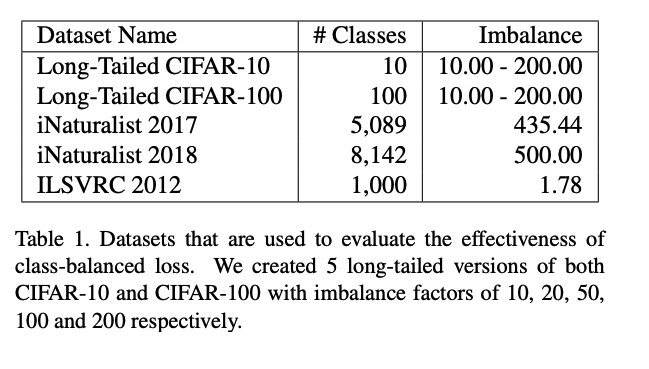 Dataset Name # Classes Imbalance
Long-Tailed CIFAR-10 10 10.00 - 200.00
Long-Tailed CIFAR-100 100 10.00 - 200.00
iNaturalist 2017 5,089 435.44
iNaturalist 2018 8,142 500.00
ILSVRC 2012 1,000 1.78
Table 1. Datasets that are used to evaluate the effectiveness of
class-balanced loss. We created 5 long-tailed versions of both
CIFAR-10 and CIFAR-100 with imbalance factors of 10, 20, 50,
100 and 200 respectively.